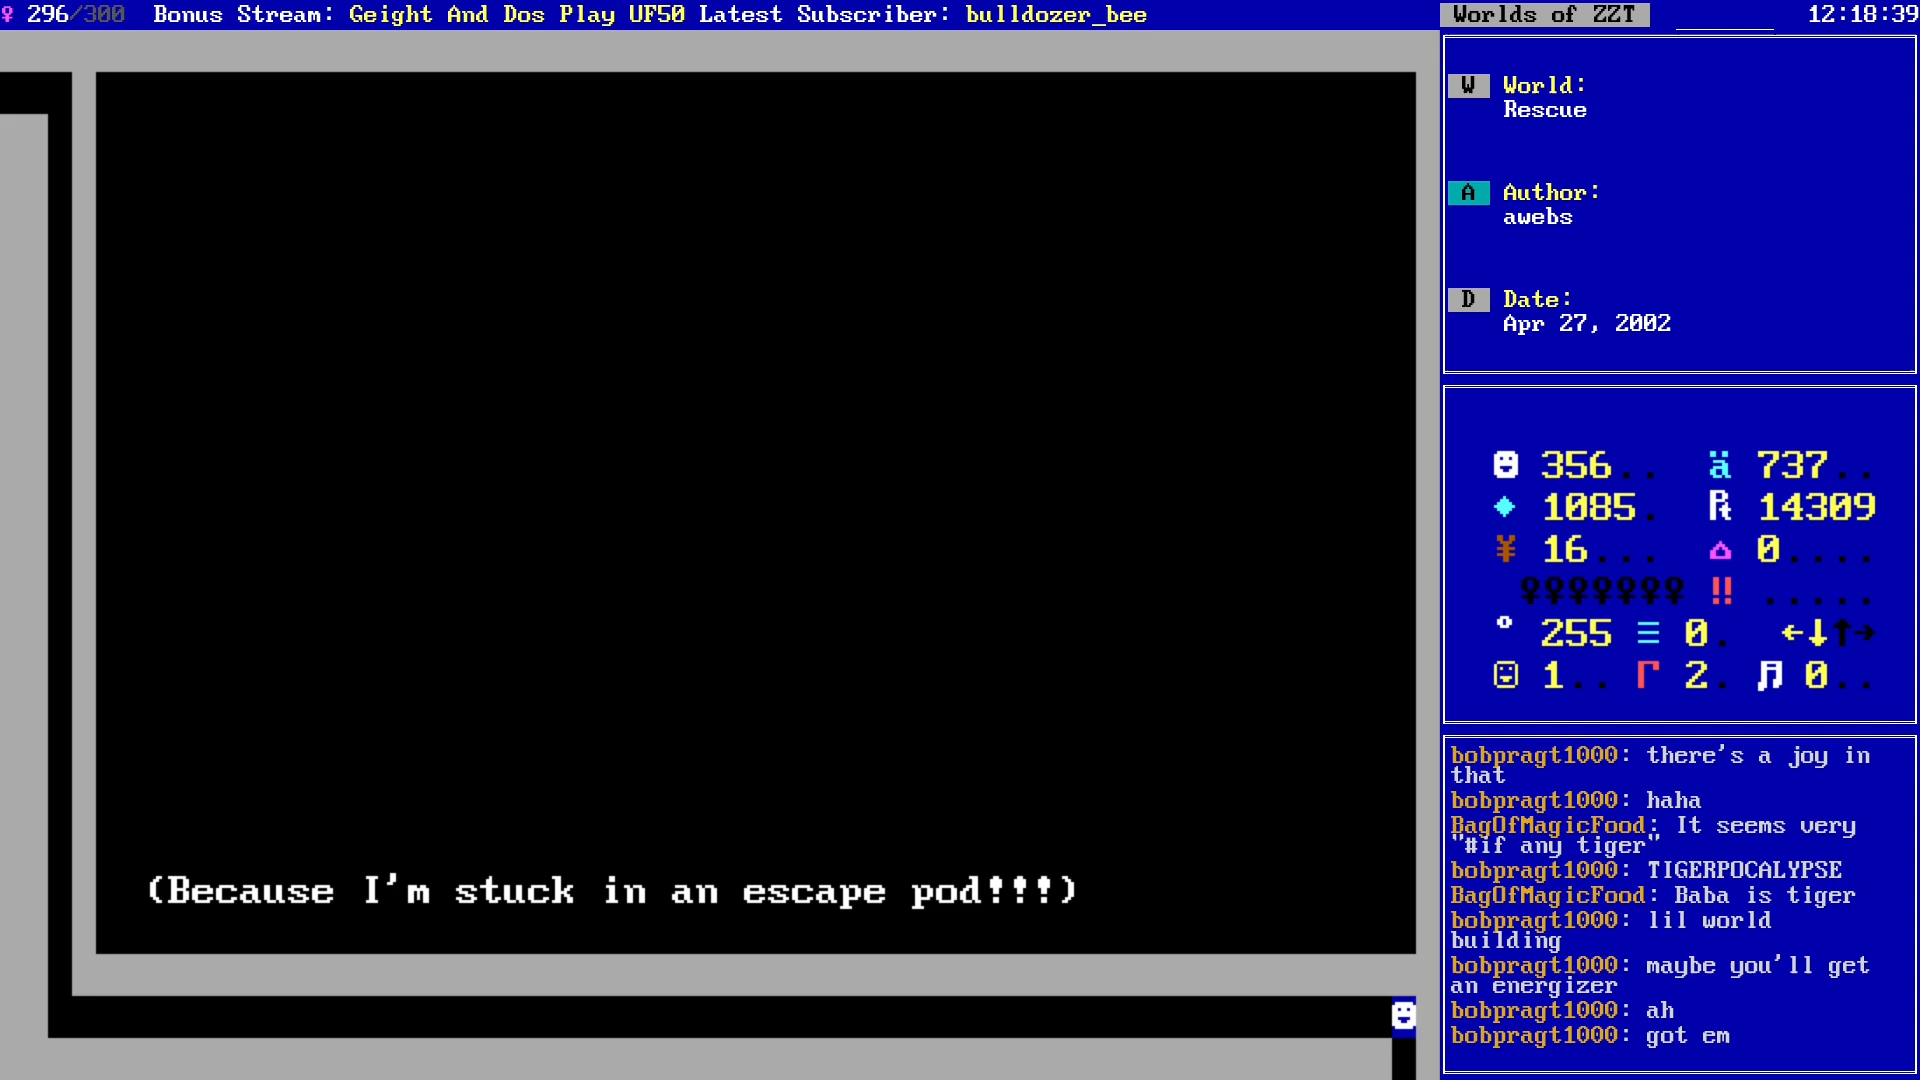 ♀ 296/300 Bonus Stream: Geight And Dos Play UF50 Latest Subscriber: bulldozer_bee
Worlds of ZZT 12:18:39
W World:
Rescue
A Author:
awebs
D Date:
Apr 27, 2002
356.. ä 737..
♦ 1085. ℞ 14309
¥ 16... ⌂ 0....
♀♀♀♀♀♀♀ ‼ .....
° 255 ≡ 0. ←↓↑→
☺ 1.. Γ 2. ♫ 0..
(Because I'm stuck in an escape pod!!!)
bobpragt1000: there's a joy in
that
bobpragt1000: haha
BagOfMagicFood: It seems very
"#if any tiger"
bobpragt1000: TIGERPOCALYPSE
BagOfMagicFood: Baba is tiger
bobpragt1000: lil world
building
bobpragt1000: maybe you'll get
an energizer
bobpragt1000: ah
bobpragt1000: got em